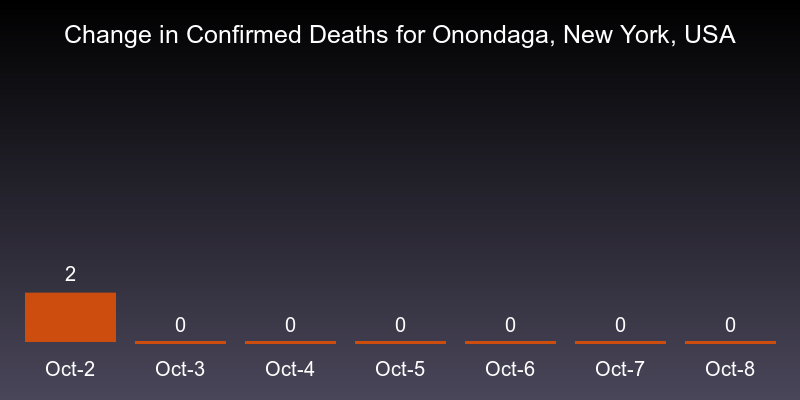 Change in Confirmed Deaths for Onondaga, New York, USA
2
0 0 0 0 0 0
Oct-2 Oct-3 Oct-4 Oct-5 Oct-6 Oct-7 Oct-8